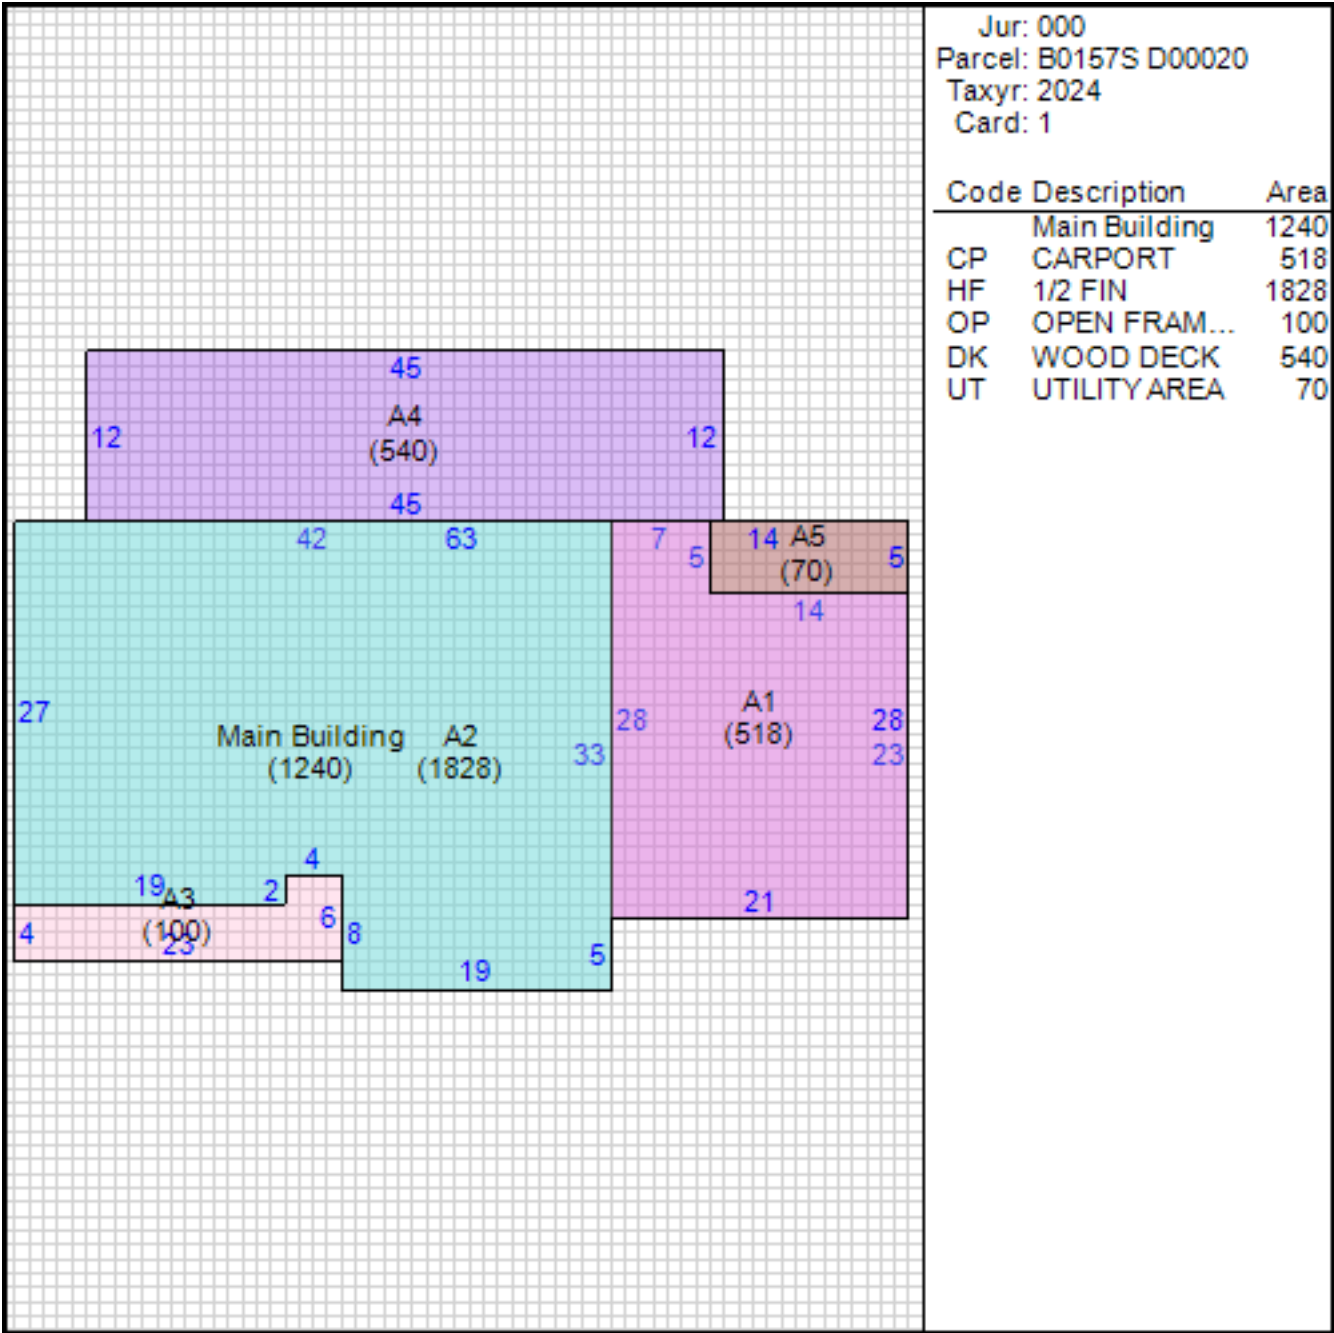 Jur: 000
Parcel: B0157S D00020
Taxyr: 2024
Card: 1
Code Description Area
Main Building 1240
CP CARPORT 518
HF 1/2 FIN 1828
OP OPEN FRAM... 100
DK WOOD DECK 540
UT UTILITY AREA 70
45
A4
12 12
(540)
45
42 63 7 14 A5
5 5
(70)
14
A1
27 28 28
(518)
Main Building A2
33 23
(1240) (1828)
4
19 2
A3
21
6
4 (100) 8
23
5
19